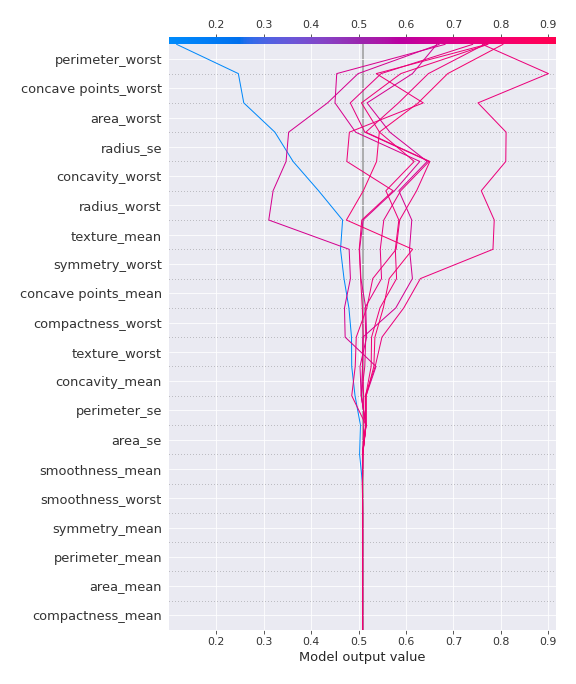 0.2 0.3 0.4 0.5 0.6 0.7 0.8 0.9
perimeter_worst
concave points_worst
area_worst
radius_se
concavity_worst
radius_worst
texture_mean
symmetry_worst
concave points_mean
compactness_worst
texture_worst
concavity_mean
perimeter_se
area_se
smoothness_mean
smoothness_worst
symmetry_mean
perimeter_mean
area_mean
compactness_mean
0.2 0.3 0.4 0.5 0.6 0.7 0.8 0.9
Model output value